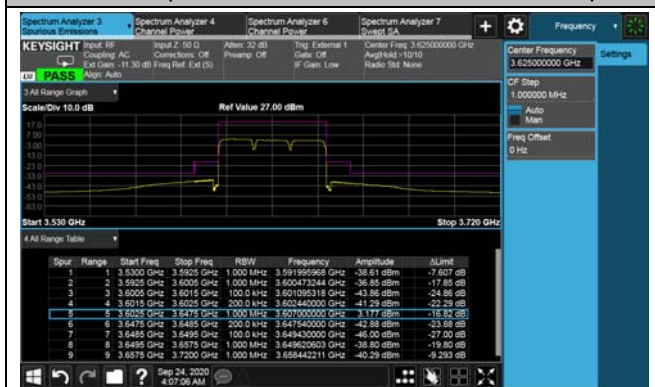 Spectrum Analyzer 3
Spurious Emissions
Spectrum Analyzer 4
Channel Power
Spectrum Analyzer 6
Channel Power
Spectrum Analyzer 7
Swept SA
Frequency
KEYSIGHT
Input: RF
Coupling: AC
Ext Gain: -11.30 dB
Align: Auto
Input Z: 50 Ω
Corrections: Off
Freq Ref: Ext (S)
Atten: 32 dB
Preamp: Off
Trig: External 1
Gate: Off
IF Gain: Low
Center Freq: 3.625000000 GHz
Avg|Hold:>10/10
Radio Std: None
PASS
Center Frequency
3.625000000 GHz
Settings
CF Step
1.000000 MHz
Auto
Man
Freq Offset
0 Hz
3 All Range Graph
Scale/Div 10.0 dB
Ref Value 27.00 dBm
17.0
7.00
-3.00
-13.0
-23.0
-33.0
-43.0
-53.0
-63.0
Start 3.530 GHz
Stop 3.720 GHz
4 All Range Table
Spur Range Start Freq Stop Freq RBW Frequency Amplitude ΔLimit
1 1 3.5300 GHz 3.5925 GHz 1.000 MHz 3.591995968 GHz -38.61 dBm -7.607 dB
2 2 3.5925 GHz 3.6005 GHz 1.000 MHz 3.600473244 GHz -36.85 dBm -17.85 dB
3 3 3.6005 GHz 3.6015 GHz 100.0 kHz 3.601095318 GHz -43.86 dBm -24.86 dB
4 4 3.6015 GHz 3.6025 GHz 200.0 kHz 3.602440000 GHz -41.29 dBm -22.29 dB
5 5 3.6025 GHz 3.6475 GHz 1.000 MHz 3.607000000 GHz 3.177 dBm -16.82 dB
6 6 3.6475 GHz 3.6485 GHz 200.0 kHz 3.647540000 GHz -42.88 dBm -23.88 dB
7 7 3.6485 GHz 3.6495 GHz 100.0 kHz 3.649430000 GHz -46.00 dBm -27.00 dB
8 8 3.6495 GHz 3.6575 GHz 1.000 MHz 3.649620603 GHz -38.80 dBm -19.80 dB
9 9 3.6575 GHz 3.7200 GHz 1.000 MHz 3.658442211 GHz -40.29 dBm -9.293 dB
Sep 24, 2020
4:07:06 AM